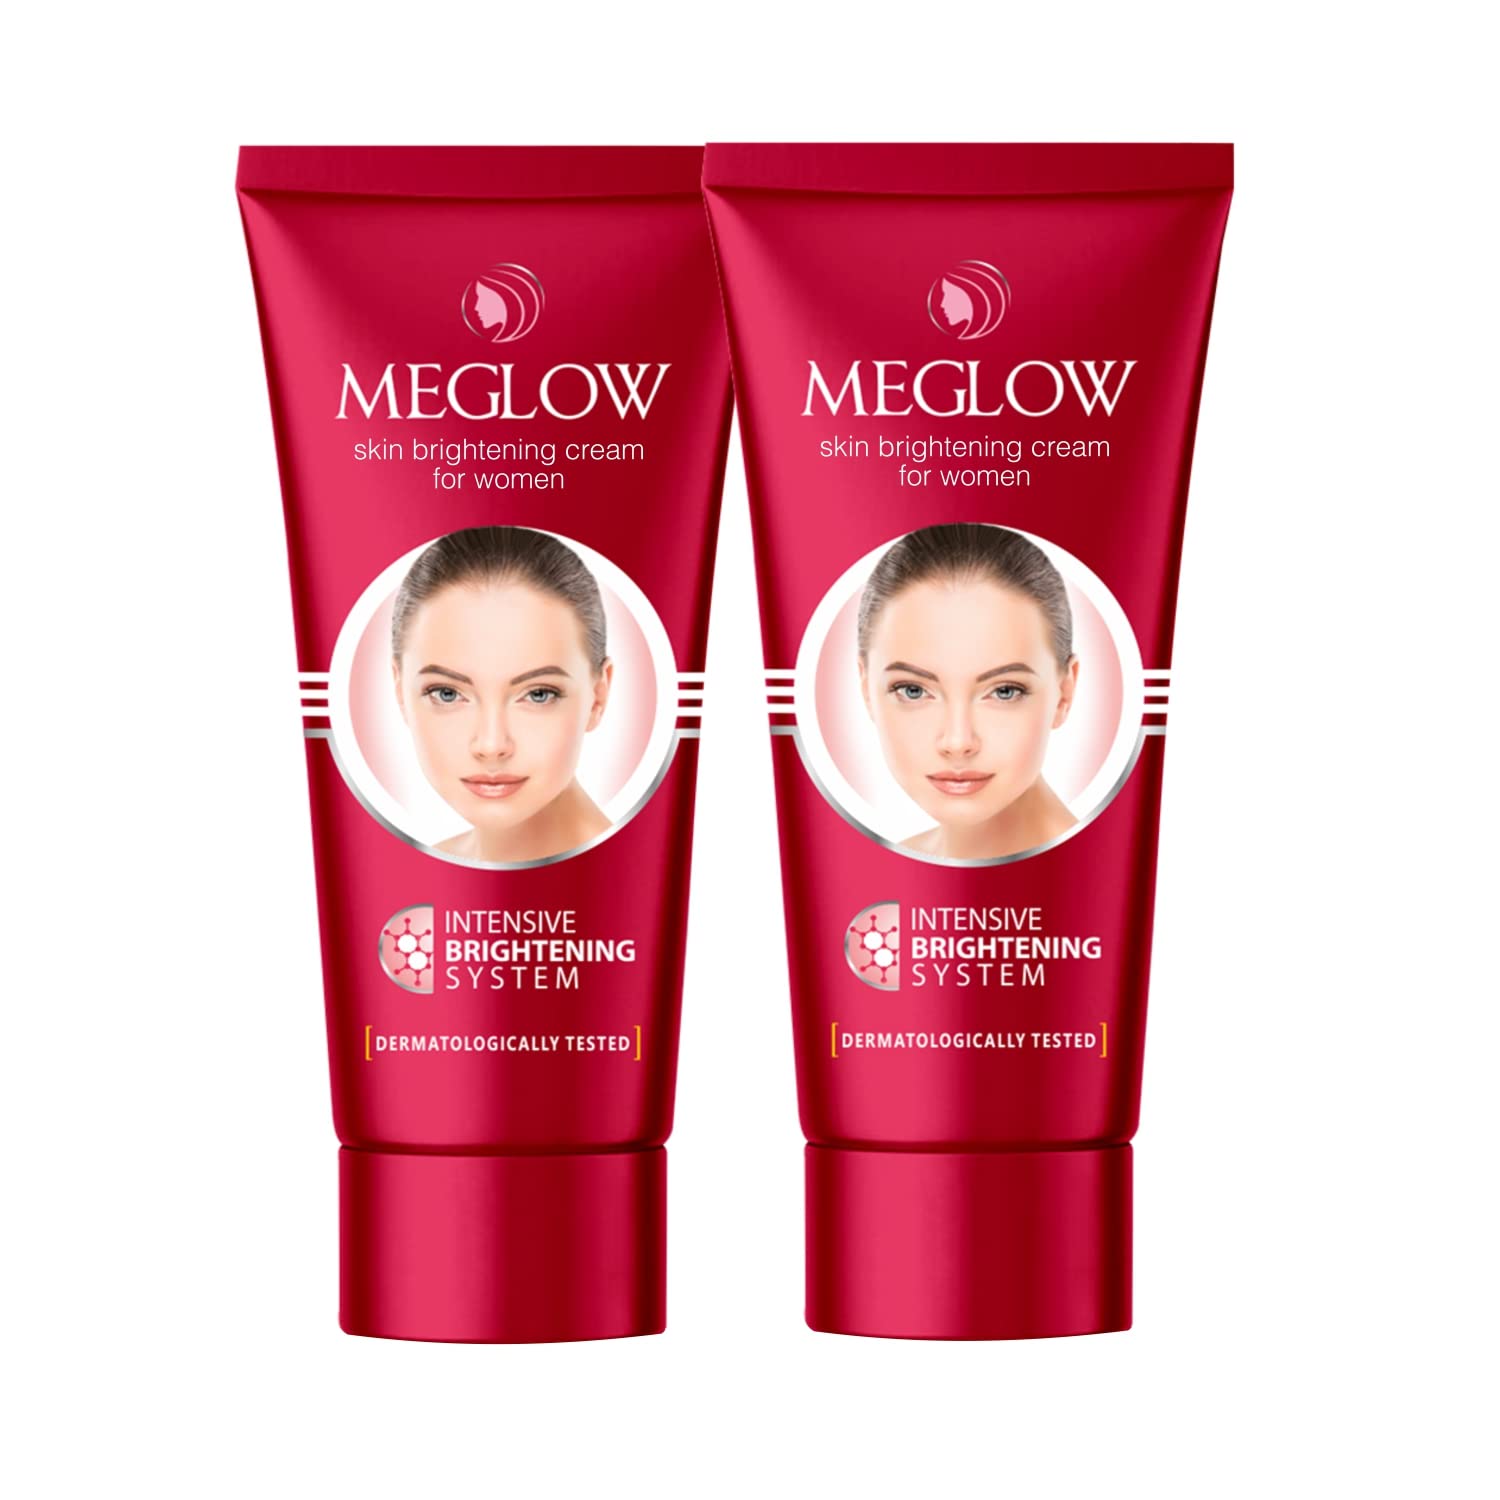 MEGLOW
skin brightening cream
for women
INTENSIVE
BRIGHTENING
SYSTEM
[DERMATOLOGICALLY TESTED]
MEGLOW
skin brightening cream
for women
INTENSIVE
BRIGHTENING
SYSTEM
[DERMATOLOGICALLY TESTED]